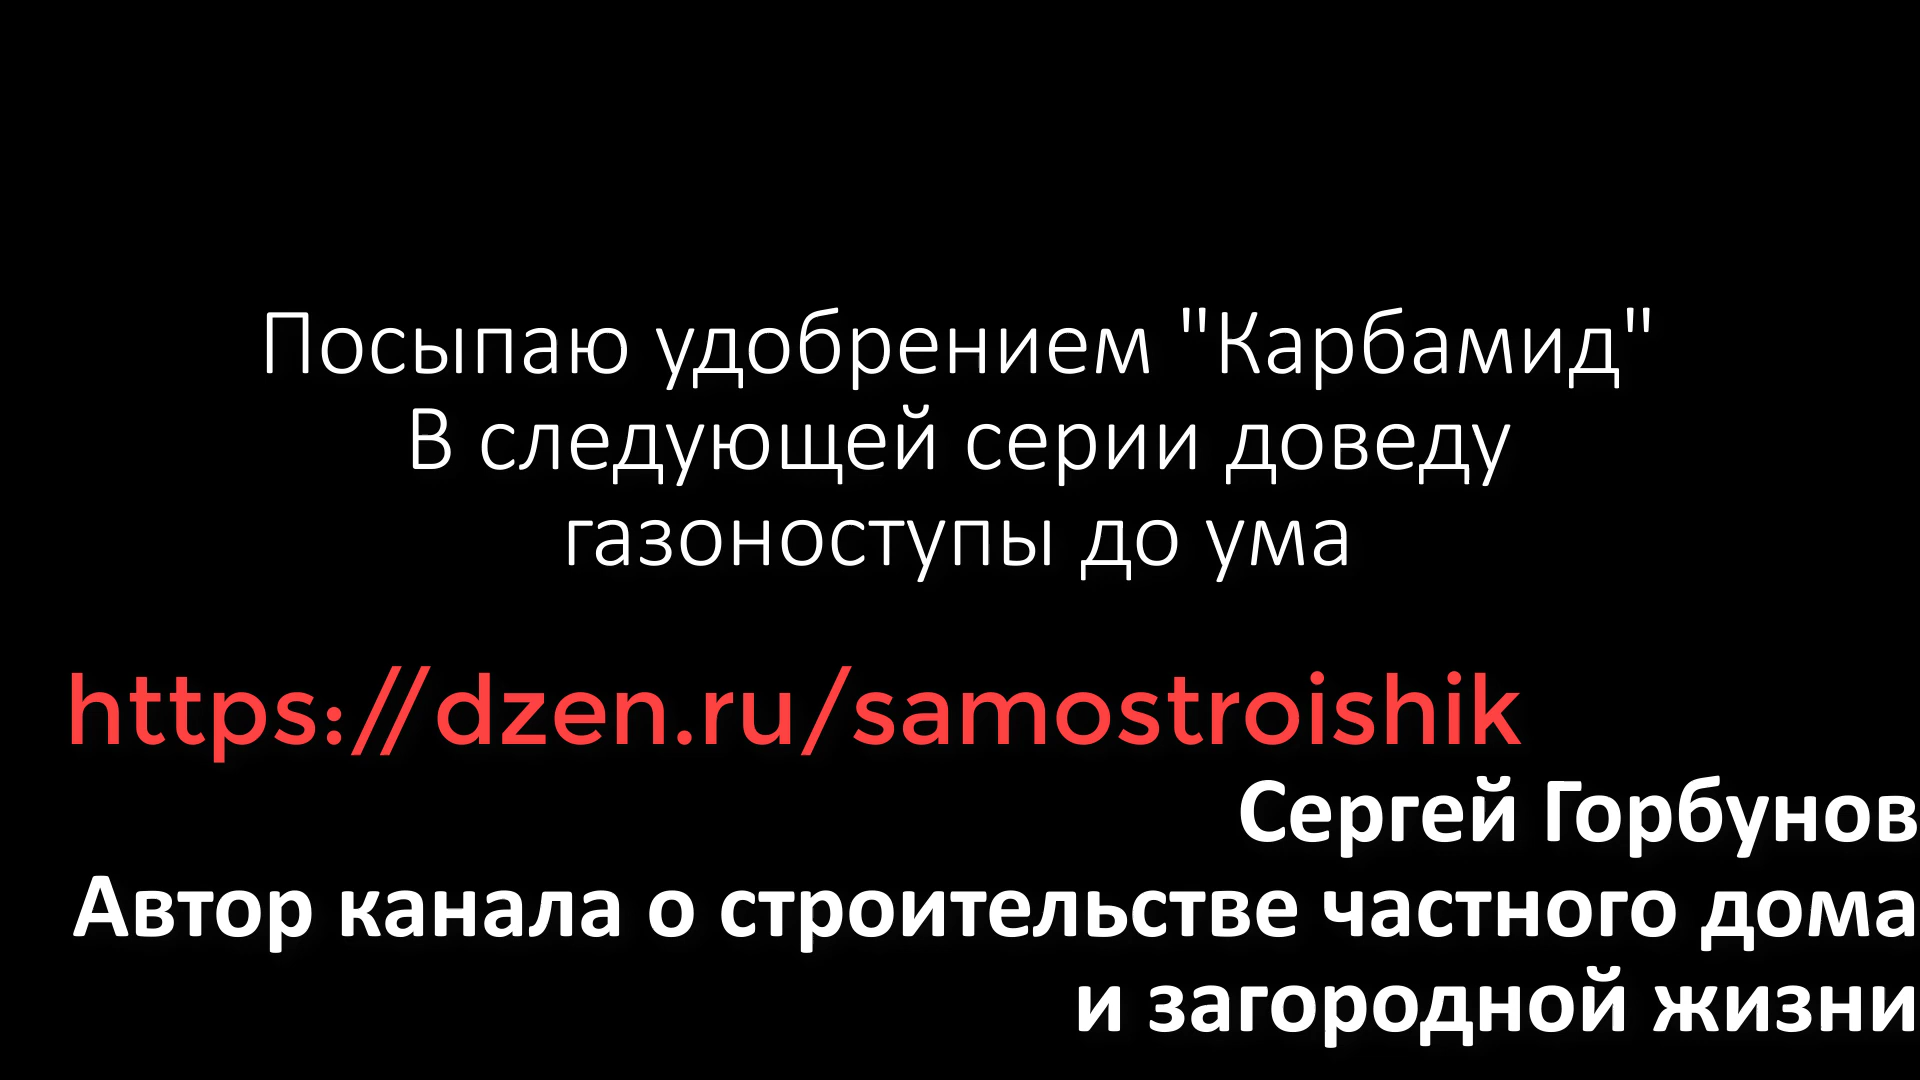 Посыпаю удобрением "Карбамид"
В следующей серии доведу
газоноступы до ума
https://dzen.ru/samostroishik
Сергей Горбунов
Автор канала о строительстве частного дома
и загородной жизни